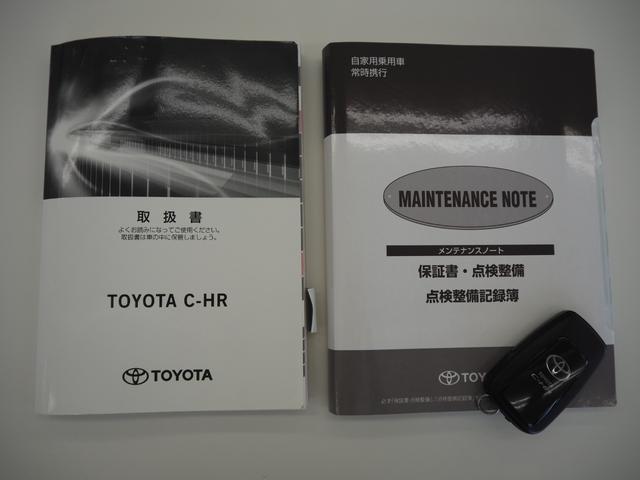 取扱書
よくお読みになってご使用ください。
取扱書は車の中に保管しましょう。
TOYOTA C-HR
TOYOTA
自家用乗用車
常時携行
MAINTENANCE NOTE
メンテナンスノート
保証書・点検整備
点検整備記録簿
TOY